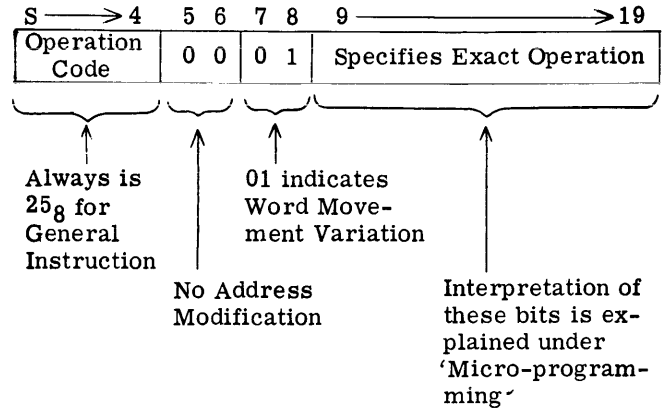 S → 4 5 6 7 8 9 → 19
Operation Code 0 0 0 1 Specifies Exact Operation
Always is
25₈ for
General
Instruction
01 indicates
Word Move-
ment Variation
No Address
Modification
Interpretation of
these bits is ex-
plained under
‘Micro-program-
ming’